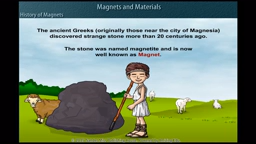 Magnets and Materials
History of Magnets
The ancient Greeks (originally those near the city of Magnesia)
discovered strange stone more than 20 centuries ago.
The stone was named magnetite and is now
well known as Magnet.